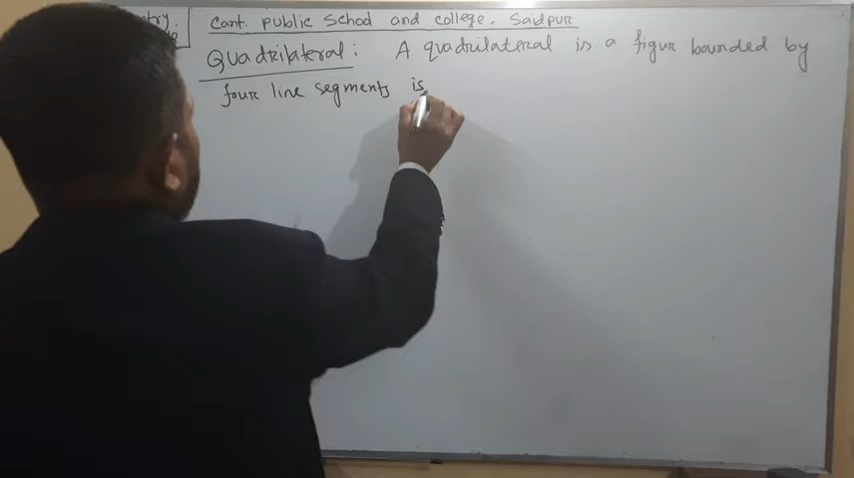 Cant. public School and college, Saidpur
Quadrilateral : A quadrilateral is a figure bounded by
four line segments is